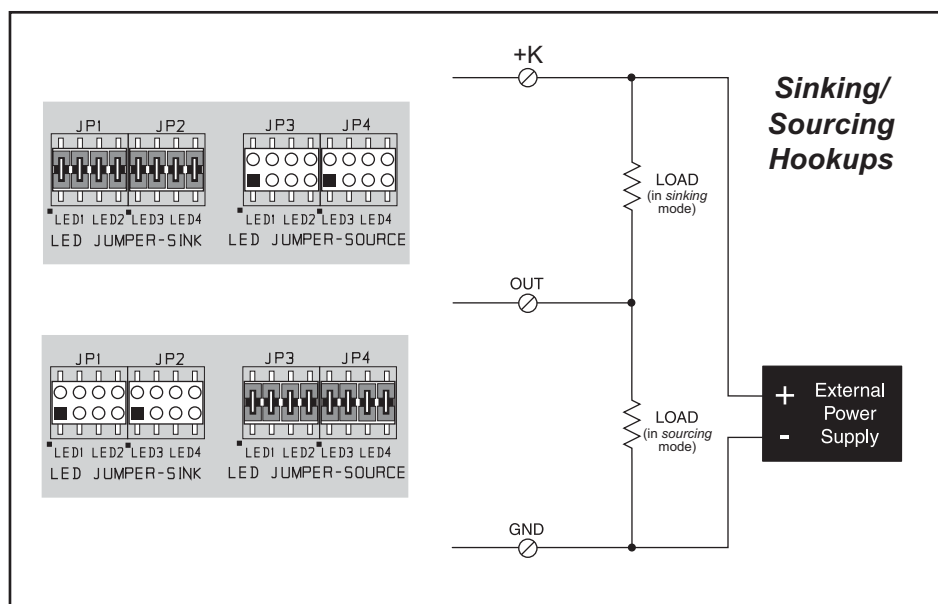 JP1 JP2 JP3 JP4
LED1 LED2 LED3 LED4 LED1 LED2 LED3 LED4
LED JUMPER-SINK LED JUMPER-SOURCE
JP1 JP2 JP3 JP4
LED1 LED2 LED3 LED4 LED1 LED2 LED3 LED4
LED JUMPER-SINK LED JUMPER-SOURCE
+K
LOAD
(in sinking
mode)
OUT
LOAD
(in sourcing
mode)
GND
Sinking/
Sourcing
Hookups
+ External
Power
- Supply